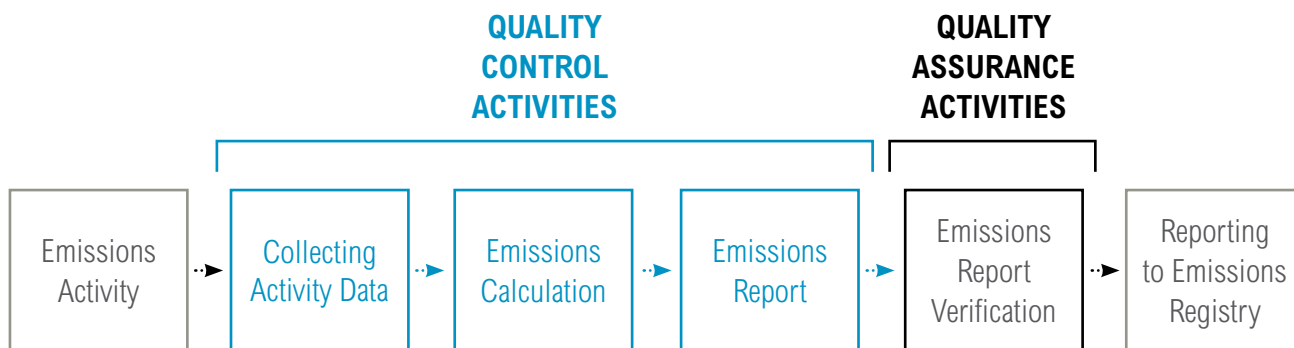 QUALITY
CONTROL
ACTIVITIES
QUALITY
ASSURANCE
ACTIVITIES
Emissions
Activity
Collecting
Activity Data
Emissions
Calculation
Emissions
Report
Emissions
Report
Verification
Reporting
to Emissions
Registry